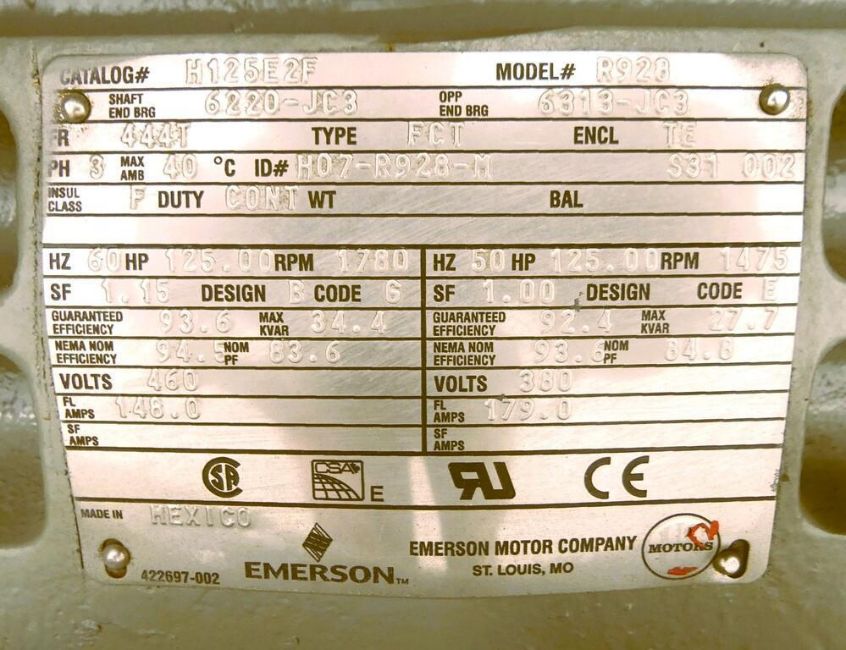 CATALOG# H125E2F MODEL# R928
SHAFT END BRG 6220-JC3 OPP END BRG 6313-JC3
FR 444T TYPE FCT ENCL TE
PH 3 MAX AMB 40 °C ID# H07-R928-M S31 002
INSUL CLASS F DUTY CONT WT BAL
HZ 60 HP 125.00 RPM 1780 HZ 50 HP 125.00 RPM 1475
SF 1.15 DESIGN B CODE G SF 1.00 DESIGN CODE E
GUARANTEED EFFICIENCY 93.6 MAX KVAR 34.4 GUARANTEED EFFICIENCY 92.4 MAX KVAR 27.7
NEMA NOM EFFICIENCY 94.5 NOM PF 83.6 NEMA NOM EFFICIENCY 93.6 NOM PF 84.8
VOLTS 460 VOLTS 380
FL AMPS 148.0 FL AMPS 179.0
SF AMPS SF AMPS
CSA E RU CE
MADE IN MEXICO
422697-002 EMERSON™ EMERSON MOTOR COMPANY
ST. LOUIS, MO
MOTORS